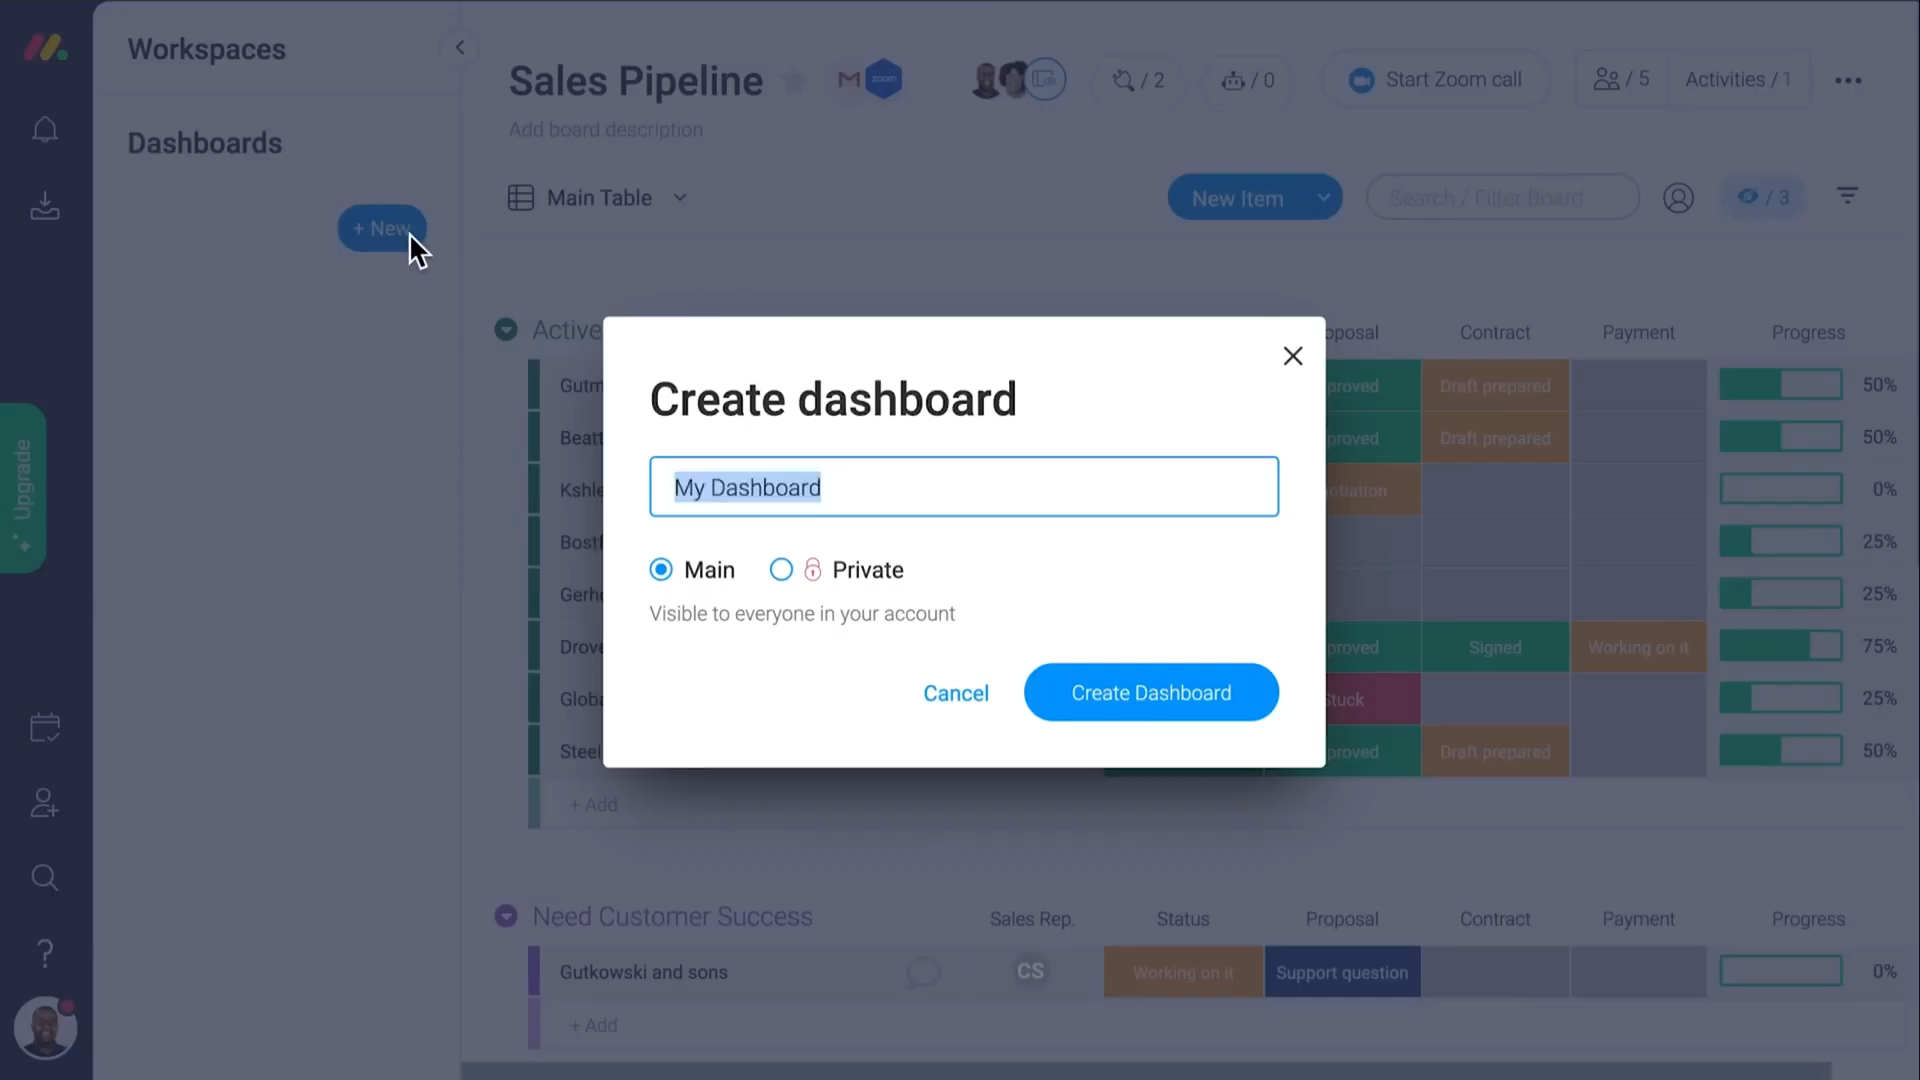 Workspaces
Dashboards
+ New
Upgrade
Sales Pipeline
zoom
/ 2
/ 0
Start Zoom call
/ 5
Activities / 1
Add board description
Main Table
New Item
Search / Filter Board
/ 3
Active
Contract
Payment
Progress
Draft prepared
50%
Draft prepared
50%
0%
25%
25%
Signed
Working on it
75%
Stuck
25%
Draft prepared
50%
+ Add
Create dashboard
My Dashboard
Main
Private
Visible to everyone in your account
Cancel
Create Dashboard
Need Customer Success
Sales Rep.
Status
Proposal
Contract
Payment
Progress
Gutkowski and sons
CS
Working on it
Support question
0%
+ Add